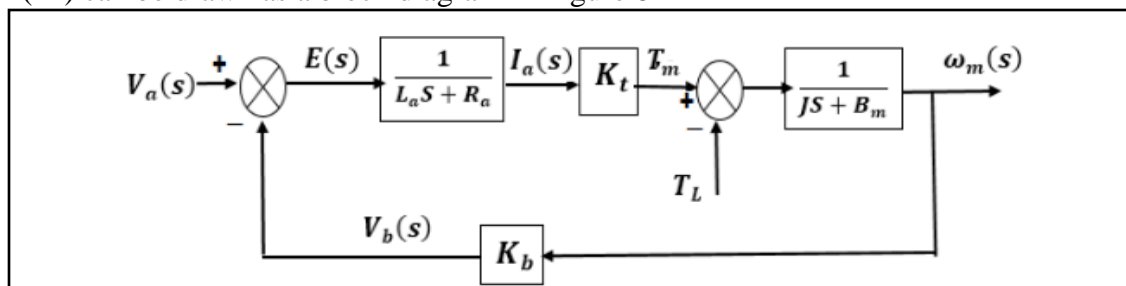 + E(s) 1 I_a(s) T_m 1 ω_m(s)
V_a(s) L_aS + R_a K_t + JS + B_m
− −
T_L
V_b(s)
K_b